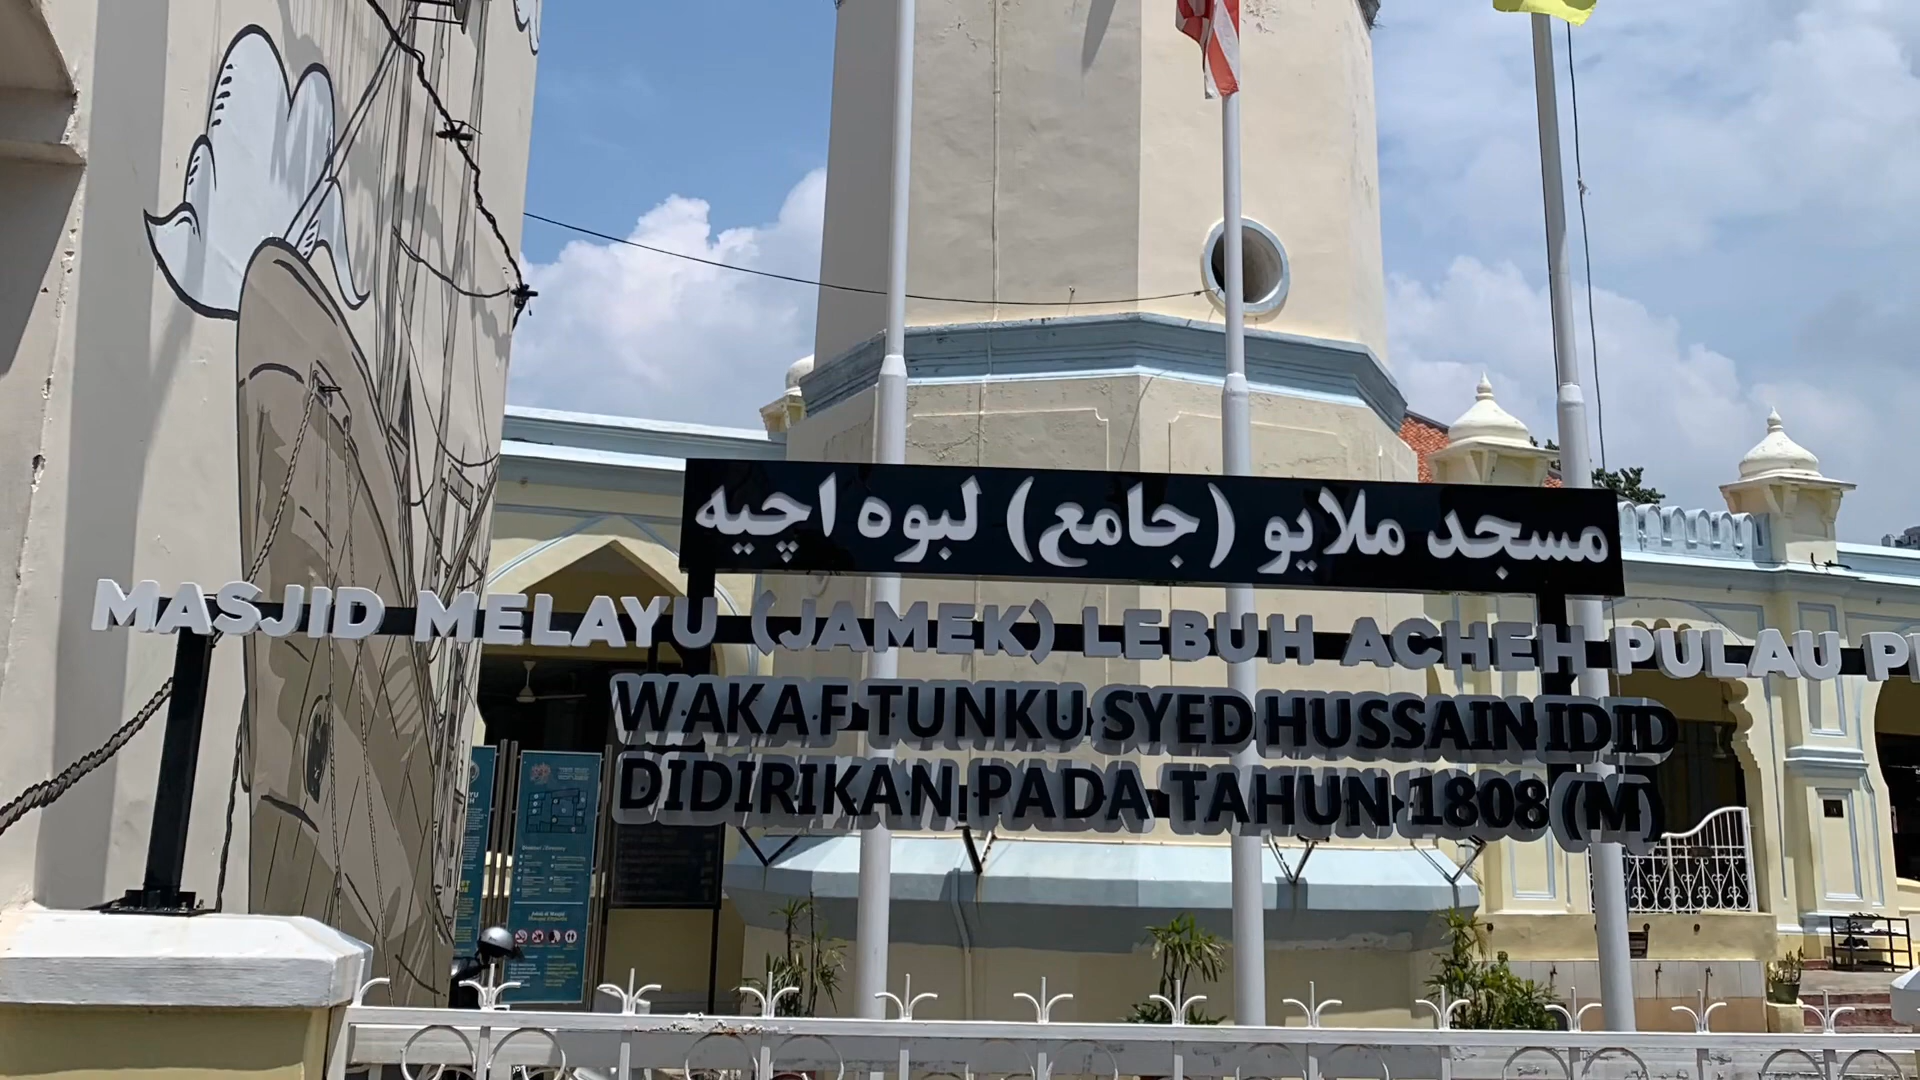 مسجد ملايو (جامع) لبوه اچيه
MASJID MELAYU (JAMEK) LEBUH ACHEH PULAU
WAKAF TUNKU SYED HUSSAIN IDID
DIDIRIKAN PADA TAHUN 1808 (M)